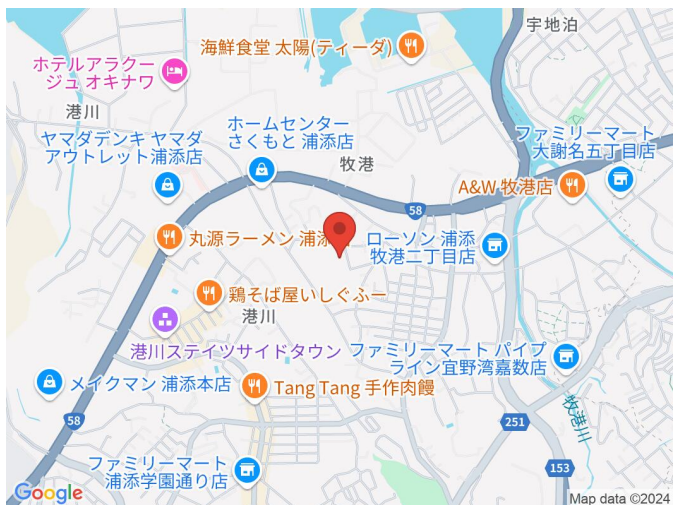 宇地泊
海鮮食堂 太陽(ティーダ)
ホテルアラクー
ジュ オキナワ
港川
ヤマダデンキ ヤマダ
アウトレット浦添店
ホームセンター
さくもと 浦添店
牧港
ファミリーマート
大謝名五丁目店
A&W 牧港店
58
丸源ラーメン 浦添
ローソン 浦添
牧港二丁目店
鶏そば屋いしぐふー
港川
港川ステイツサイドタウン
ファミリーマート パイプ
ライン宜野湾嘉数店
メイクマン 浦添本店
Tang Tang 手作肉饅
58
251
牧港川
153
ファミリーマート
浦添学園通り店
Google
Map data ©2024